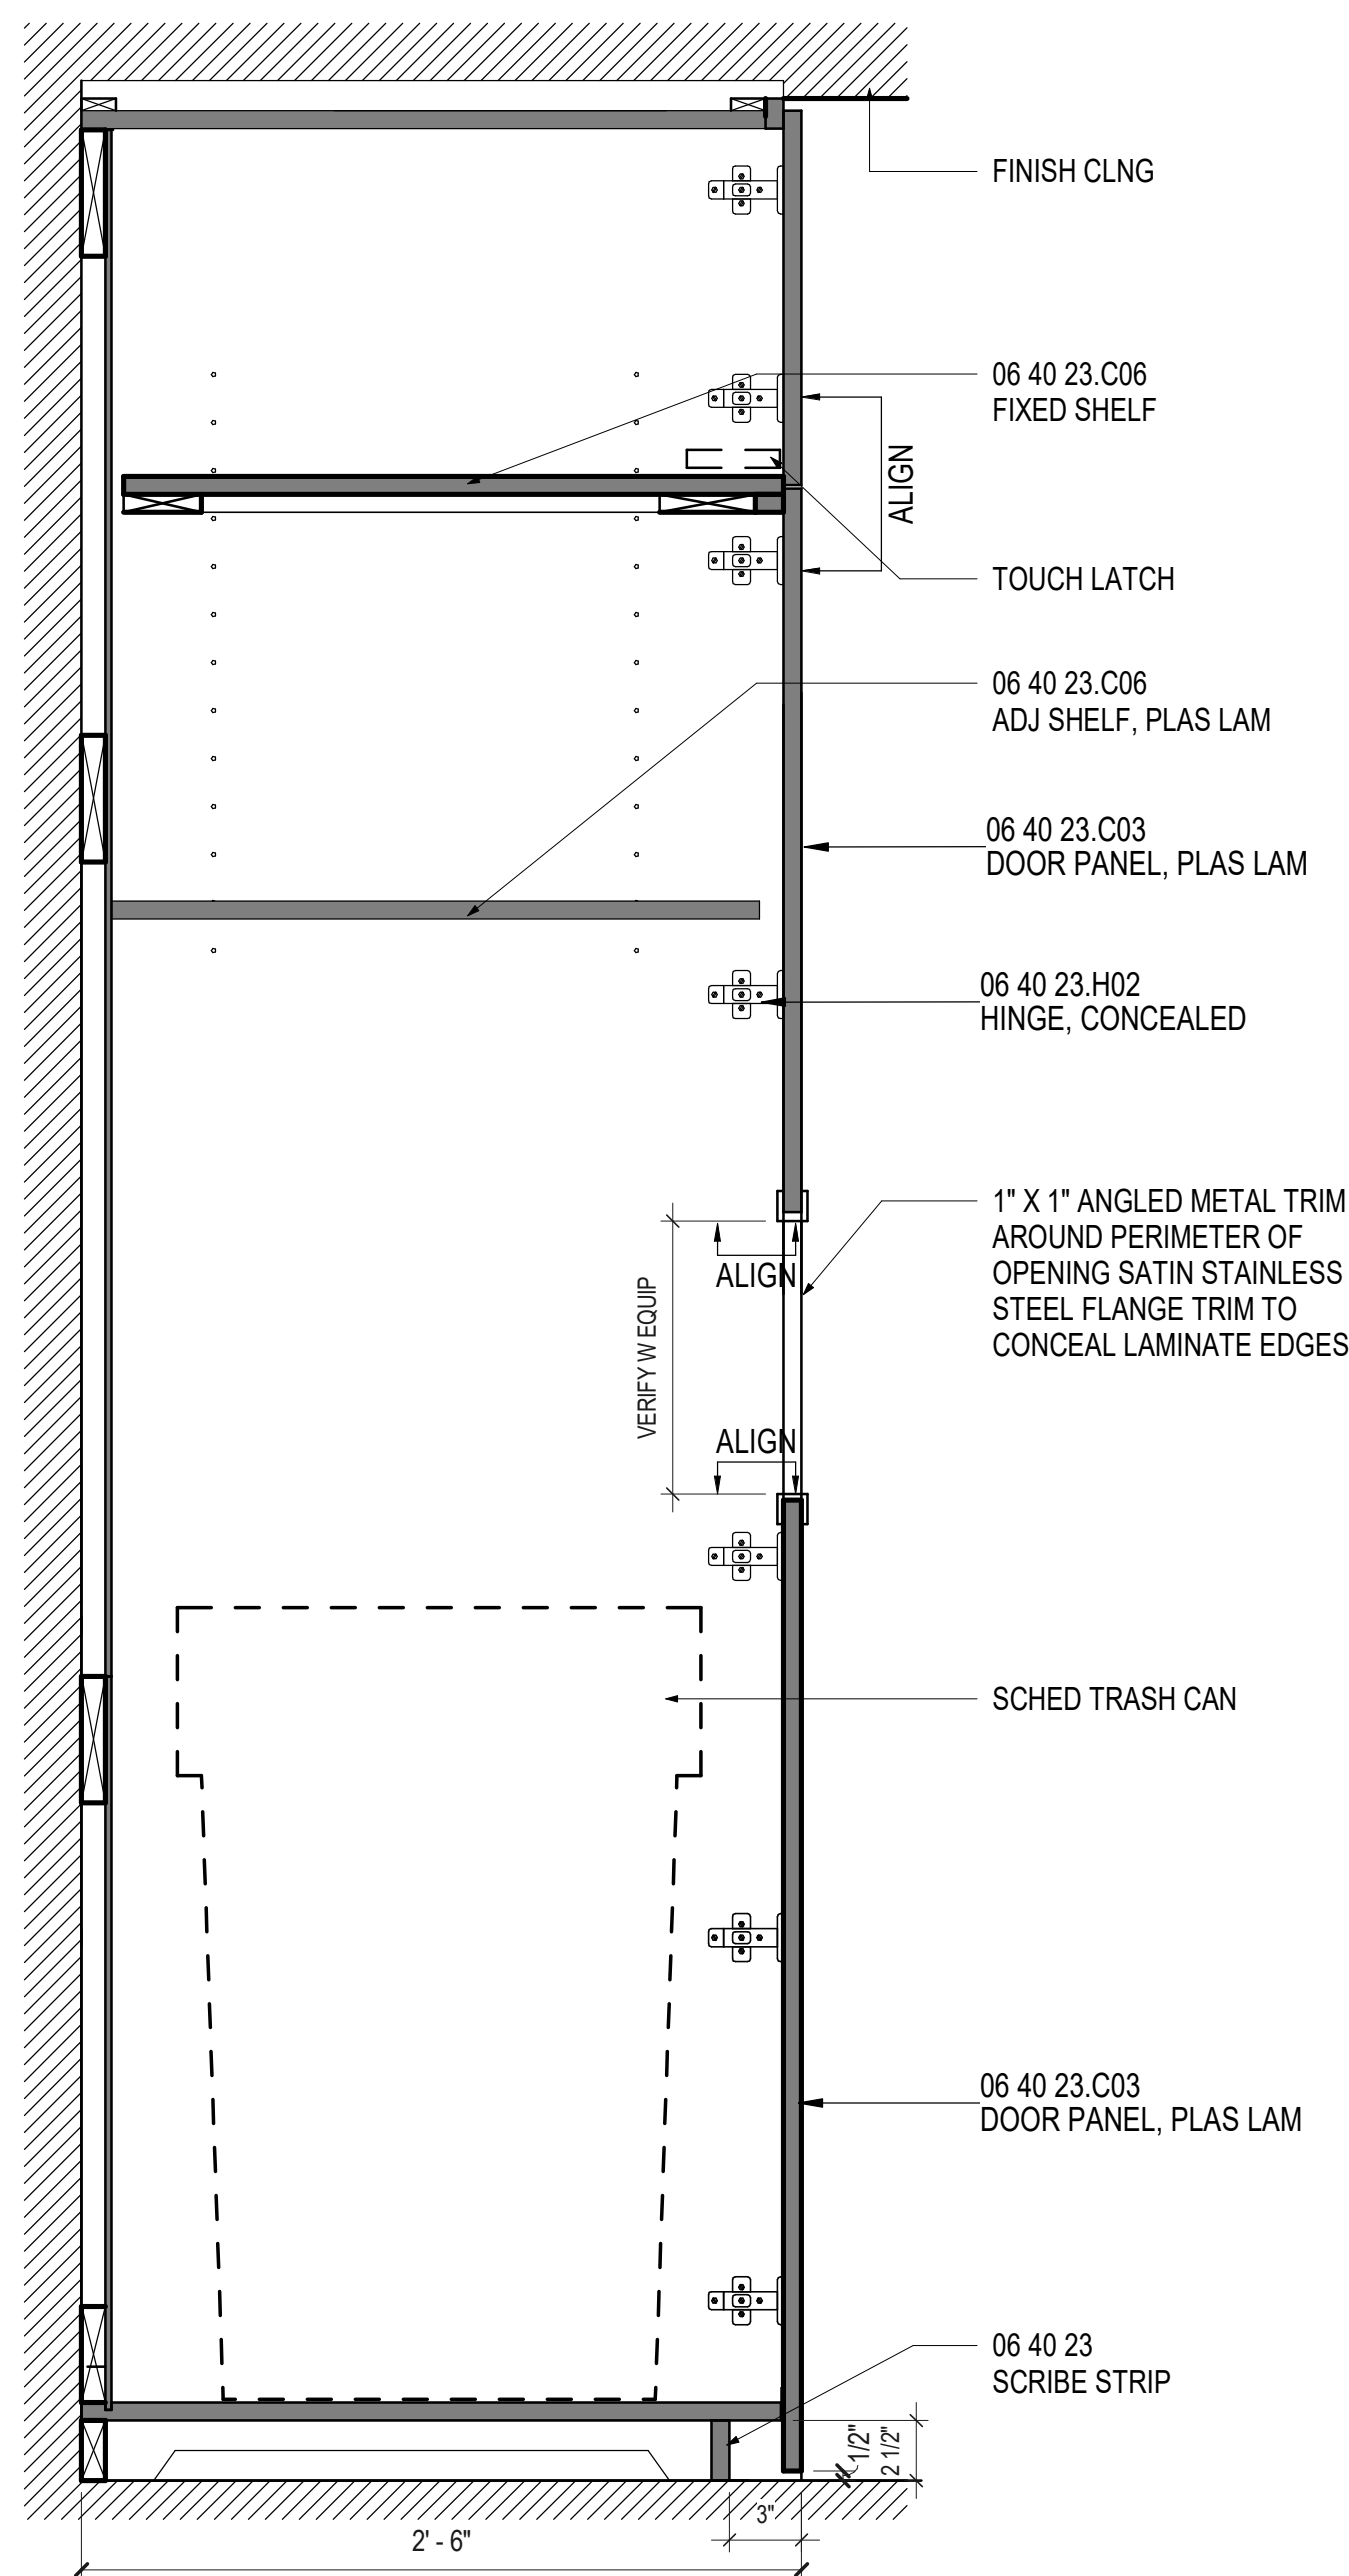 FINISH CLNG
06 40 23.C06
FIXED SHELF
ALIGN
TOUCH LATCH
06 40 23.C06
ADJ SHELF, PLAS LAM
06 40 23.C03
DOOR PANEL, PLAS LAM
06 40 23.H02
HINGE, CONCEALED
1" X 1" ANGLED METAL TRIM
AROUND PERIMETER OF
OPENING SATIN STAINLESS
STEEL FLANGE TRIM TO
CONCEAL LAMINATE EDGES
ALIGN
VERIFY W EQUIP
ALIGN
SCHED TRASH CAN
06 40 23.C03
DOOR PANEL, PLAS LAM
06 40 23
SCRIBE STRIP
1/2"
2 1/2"
3"
2' - 6"